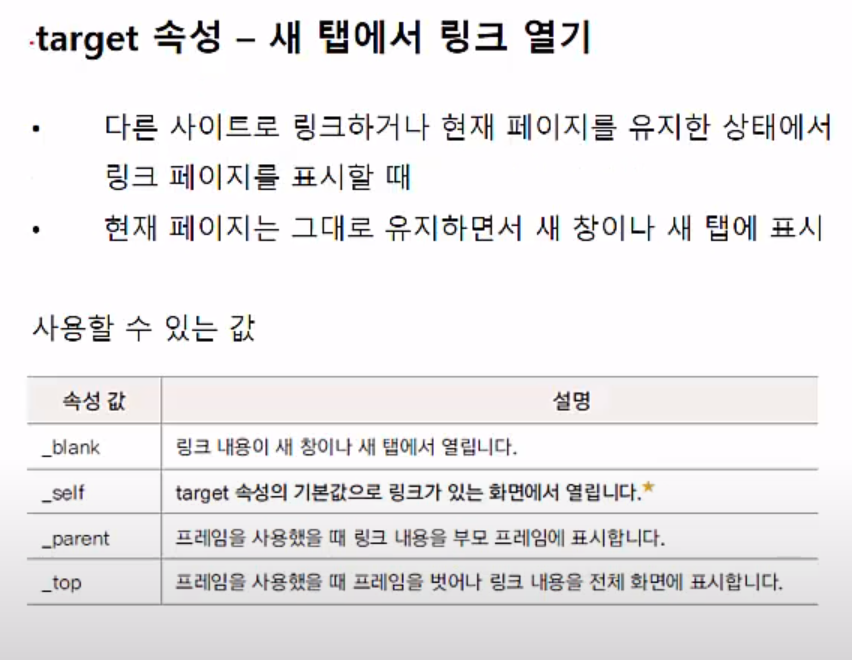 target 속성 – 새 탭에서 링크 열기
• 다른 사이트로 링크하거나 현재 페이지를 유지한 상태에서
링크 페이지를 표시할 때
• 현재 페이지는 그대로 유지하면서 새 창이나 새 탭에 표시
사용할 수 있는 값
속성 값 설명
_blank 링크 내용이 새 창이나 새 탭에서 열립니다.
_self target 속성의 기본값으로 링크가 있는 화면에서 열립니다.★
_parent 프레임을 사용했을 때 링크 내용을 부모 프레임에 표시합니다.
_top 프레임을 사용했을 때 프레임을 벗어나 링크 내용을 전체 화면에 표시합니다.